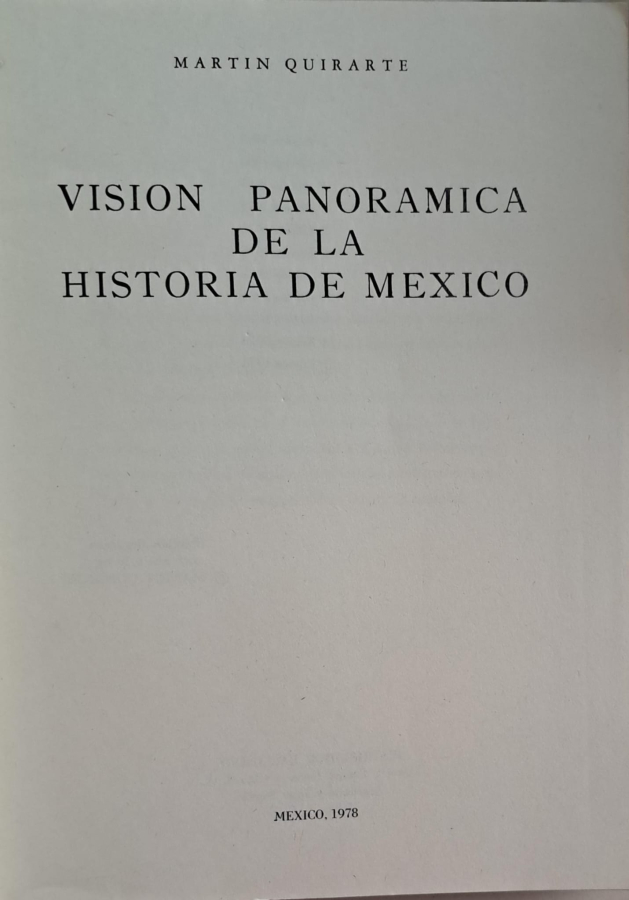 MARTIN QUIRARTE
VISION PANORAMICA
DE LA
HISTORIA DE MEXICO
MEXICO, 1978